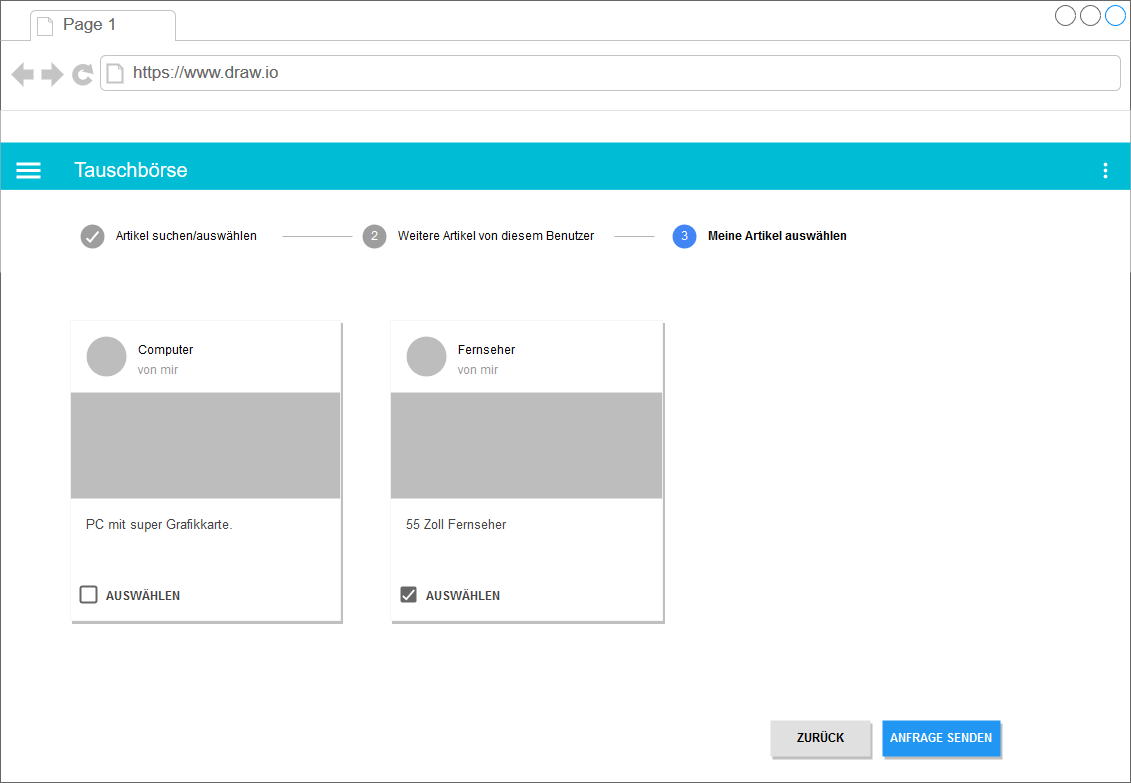 Page 1
https://www.draw.io
Tauschbörse
Artikel suchen/auswählen
2 Weitere Artikel von diesem Benutzer
3 Meine Artikel auswählen
Computer
von mir
PC mit super Grafikkarte.
AUSWÄHLEN
Fernseher
von mir
55 Zoll Fernseher
AUSWÄHLEN
ZURÜCK
ANFRAGE SENDEN